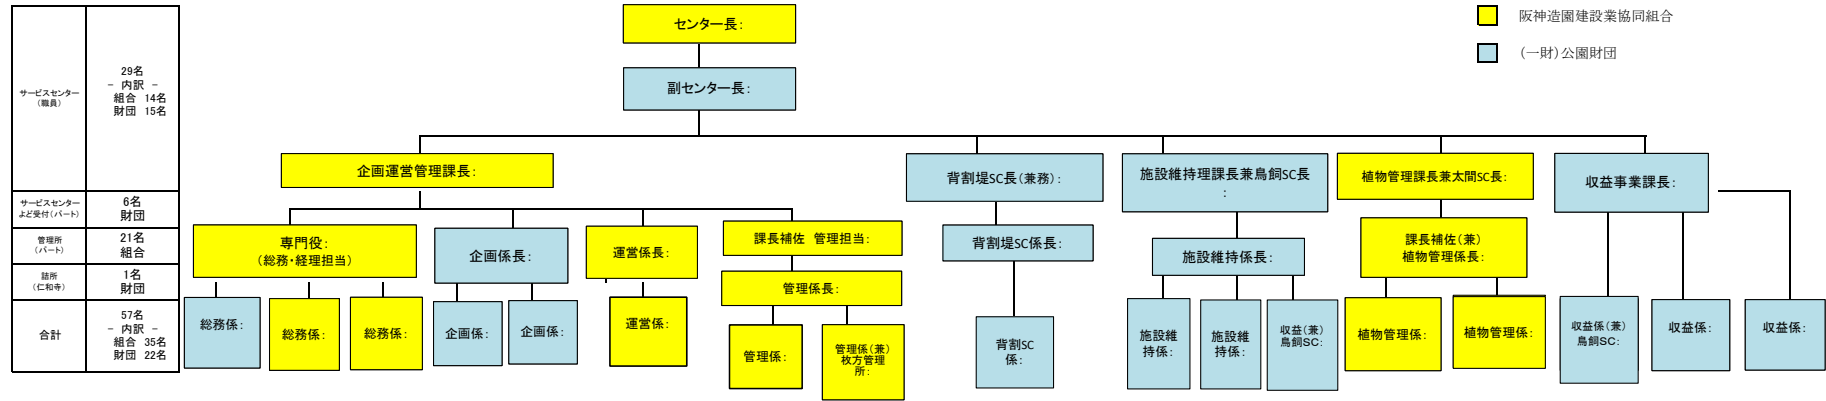 サービスセンター
（職員）
29名
－ 内訳 －
組合 14名
財団 15名
サービスセンター
よど受付（パート）
6名
財団
管理所
（パート）
21名
組合
詰所
（仁和寺）
1名
財団
合計
57名
－ 内訳 －
組合 35名
財団 22名
センター長：
副センター長：
阪神造園建設業協同組合
（一財）公園財団
企画運営管理課長：
背割堤SC長（兼務）：
施設維持理課長兼鳥飼SC長
：
植物管理課長兼太間SC長：
収益事業課長：
専門役：
（総務・経理担当）
企画係長：
運営係長：
課長補佐 管理担当：
管理係長：
背割堤SC係長：
施設維持係長：
課長補佐（兼）
植物管理係長：
総務係：
総務係：
総務係：
企画係：
企画係：
運営係：
管理係：
管理係（兼）
枚方管理
所：
背割SC
係：
施設維
持係：
施設維
持係：
収益（兼）
鳥飼SC：
植物管理係：
植物管理係：
収益係（兼）
鳥飼SC：
収益係：
収益係：